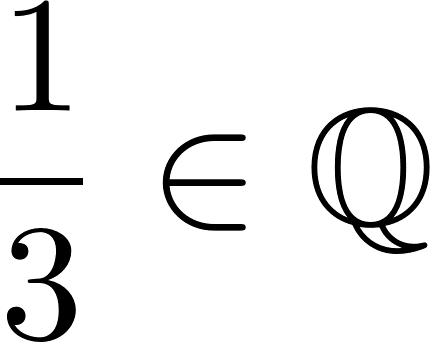 1/3 ∈ ℚ